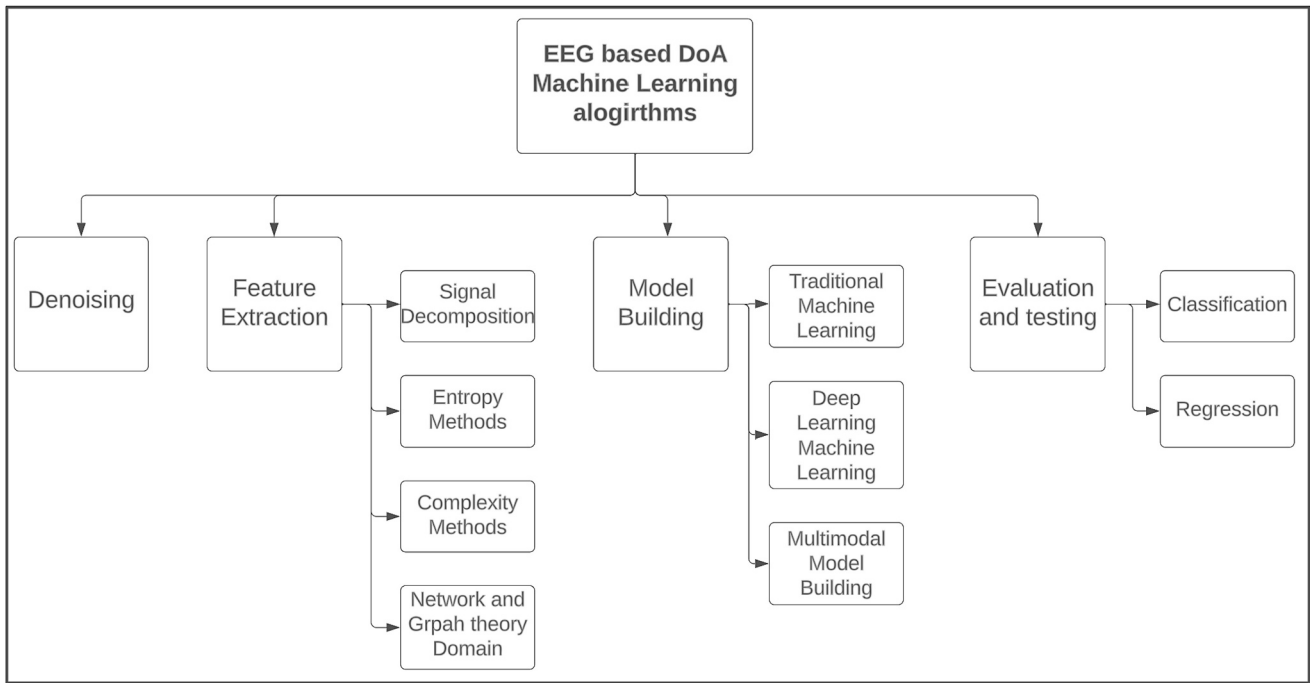 EEG based DoA
Machine Learning
alogirthms
Denoising
Feature
Extraction
Signal
Decomposition
Entropy
Methods
Complexity
Methods
Network and
Grpah theory
Domain
Model
Building
Traditional
Machine
Learning
Deep
Learning
Machine
Learning
Multimodal
Model
Building
Evaluation
and testing
Classification
Regression